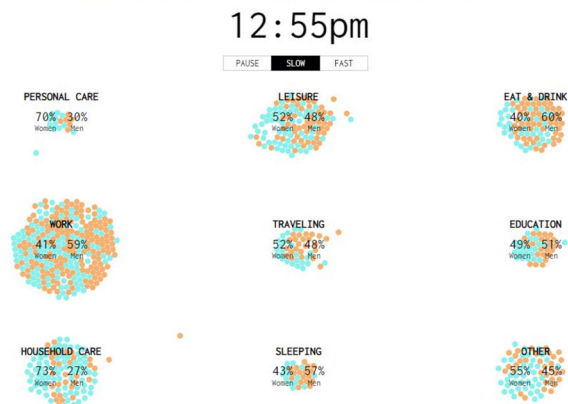 12:55pm
PAUSE SLOW FAST
PERSONAL CARE
70% 30%
Women Men
LEISURE
52% 48%
Women Men
EAT & DRINK
40% 60%
Women Men
WORK
41% 59%
Women Men
TRAVELING
52% 48%
Women Men
EDUCATION
49% 51%
Women Men
HOUSEHOLD CARE
73% 27%
Women Men
SLEEPING
43% 57%
Women Men
OTHER
55% 45%
Women Men